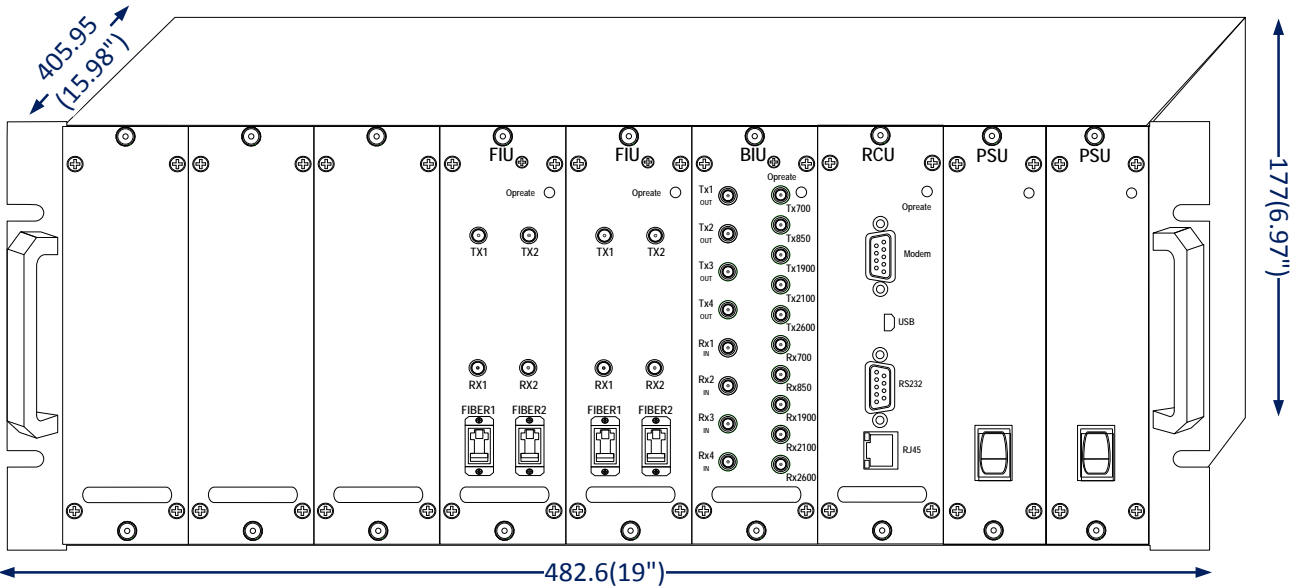 405.95
(15.98")
177(6.97")
FIU
Opreate
TX1 TX2
RX1 RX2
FIBER1 FIBER2
FIU
Opreate
TX1 TX2
RX1 RX2
FIBER1 FIBER2
BIU
Opreate
Tx1
OUT
Tx2
OUT
Tx3
OUT
Tx4
OUT
Rx1
IN
Rx2
IN
Rx3
IN
Rx4
IN
Tx700
Tx850
Tx1900
Tx2100
Tx2600
Rx700
Rx850
Rx1900
Rx2100
Rx2600
RCU
Opreate
Modem
USB
RS232
RJ45
PSU
PSU
482.6(19")